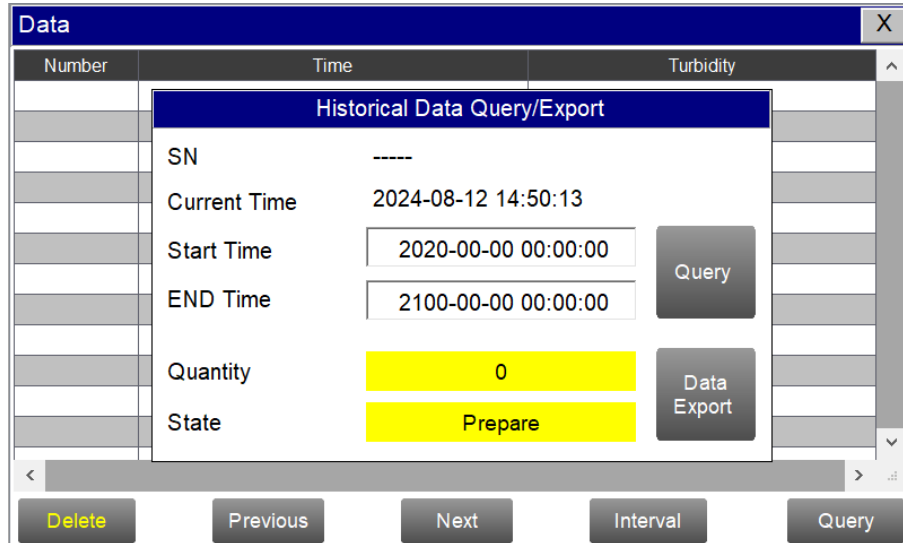 Data X
Number Time Turbidity
Historical Data Query/Export
SN -----
Current Time 2024-08-12 14:50:13
Start Time 2020-00-00 00:00:00
Query
END Time 2100-00-00 00:00:00
Quantity 0
Data
Export
State Prepare
Delete Previous Next Interval Query